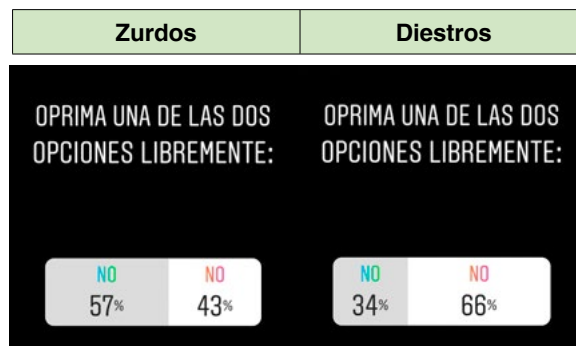 Zurdos
Diestros
OPRIMA UNA DE LAS DOS
OPCIONES LIBREMENTE:
NO
57%
NO
43%
OPRIMA UNA DE LAS DOS
OPCIONES LIBREMENTE:
NO
34%
NO
66%